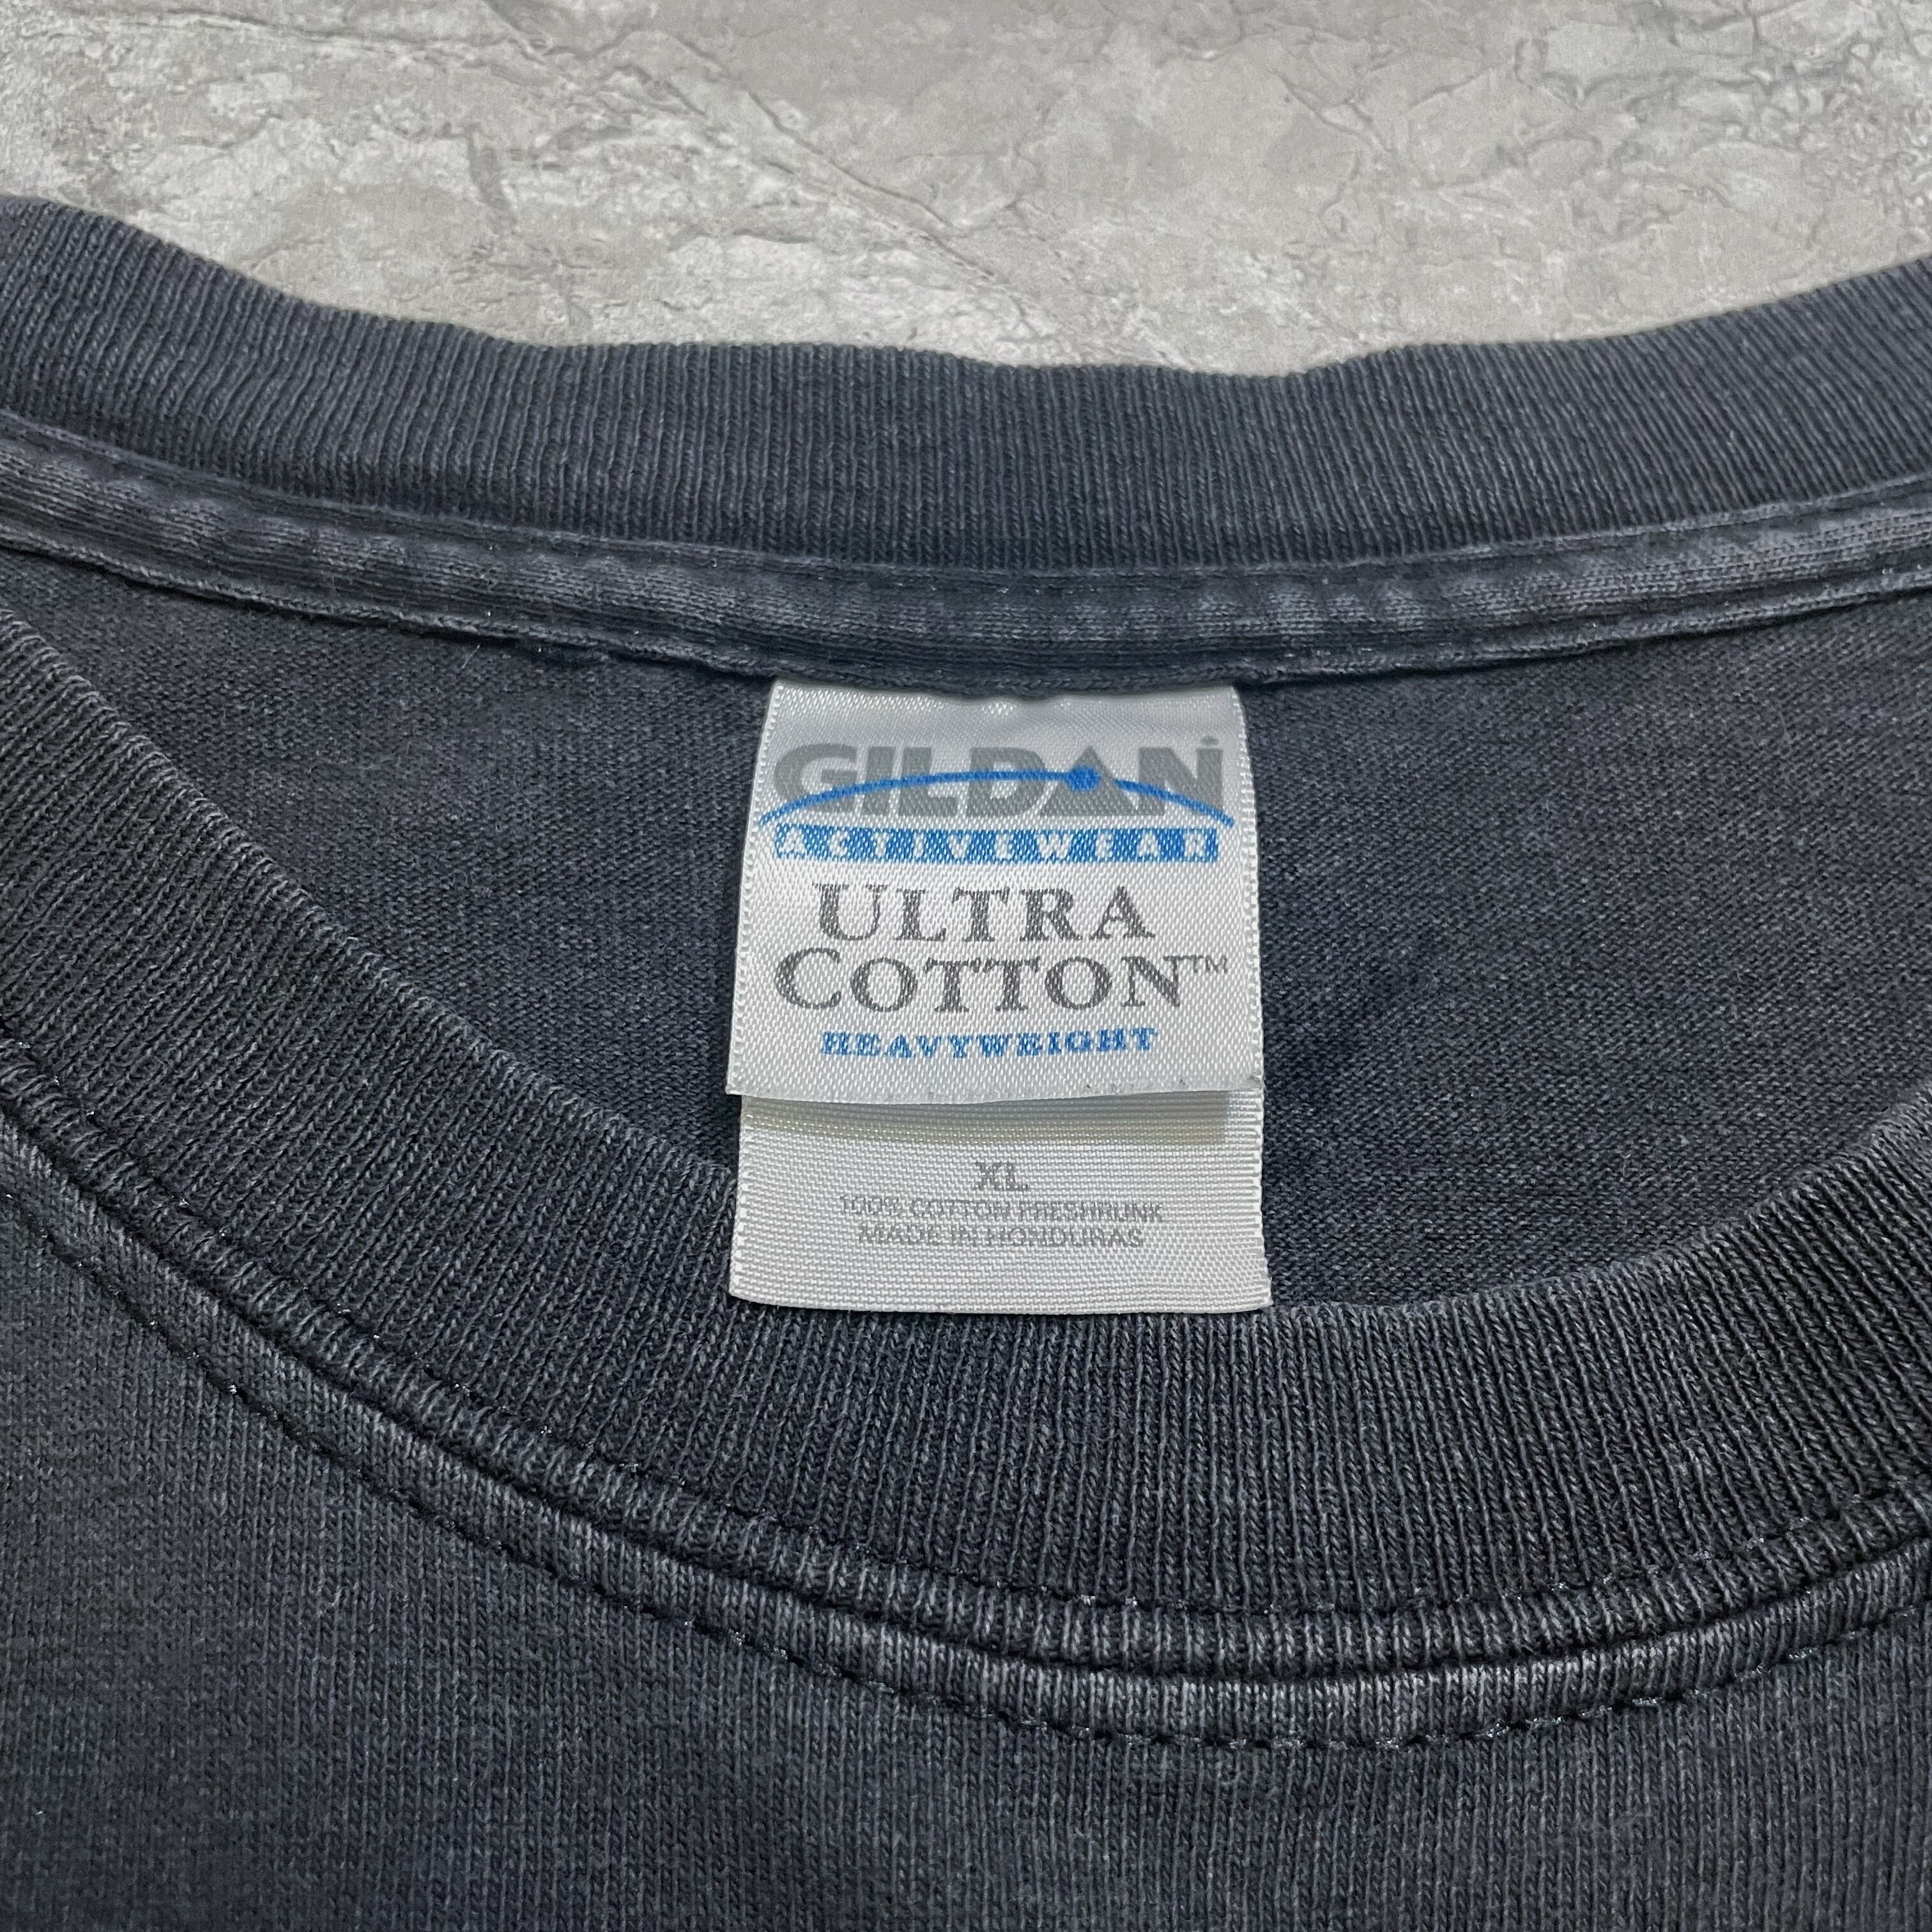 GILDAN
ACTIVEWEAR
ULTRA
COTTON™
HEAVYWEIGHT
XL
100% COTTON PRESHRUNK
MADE IN HONDURAS